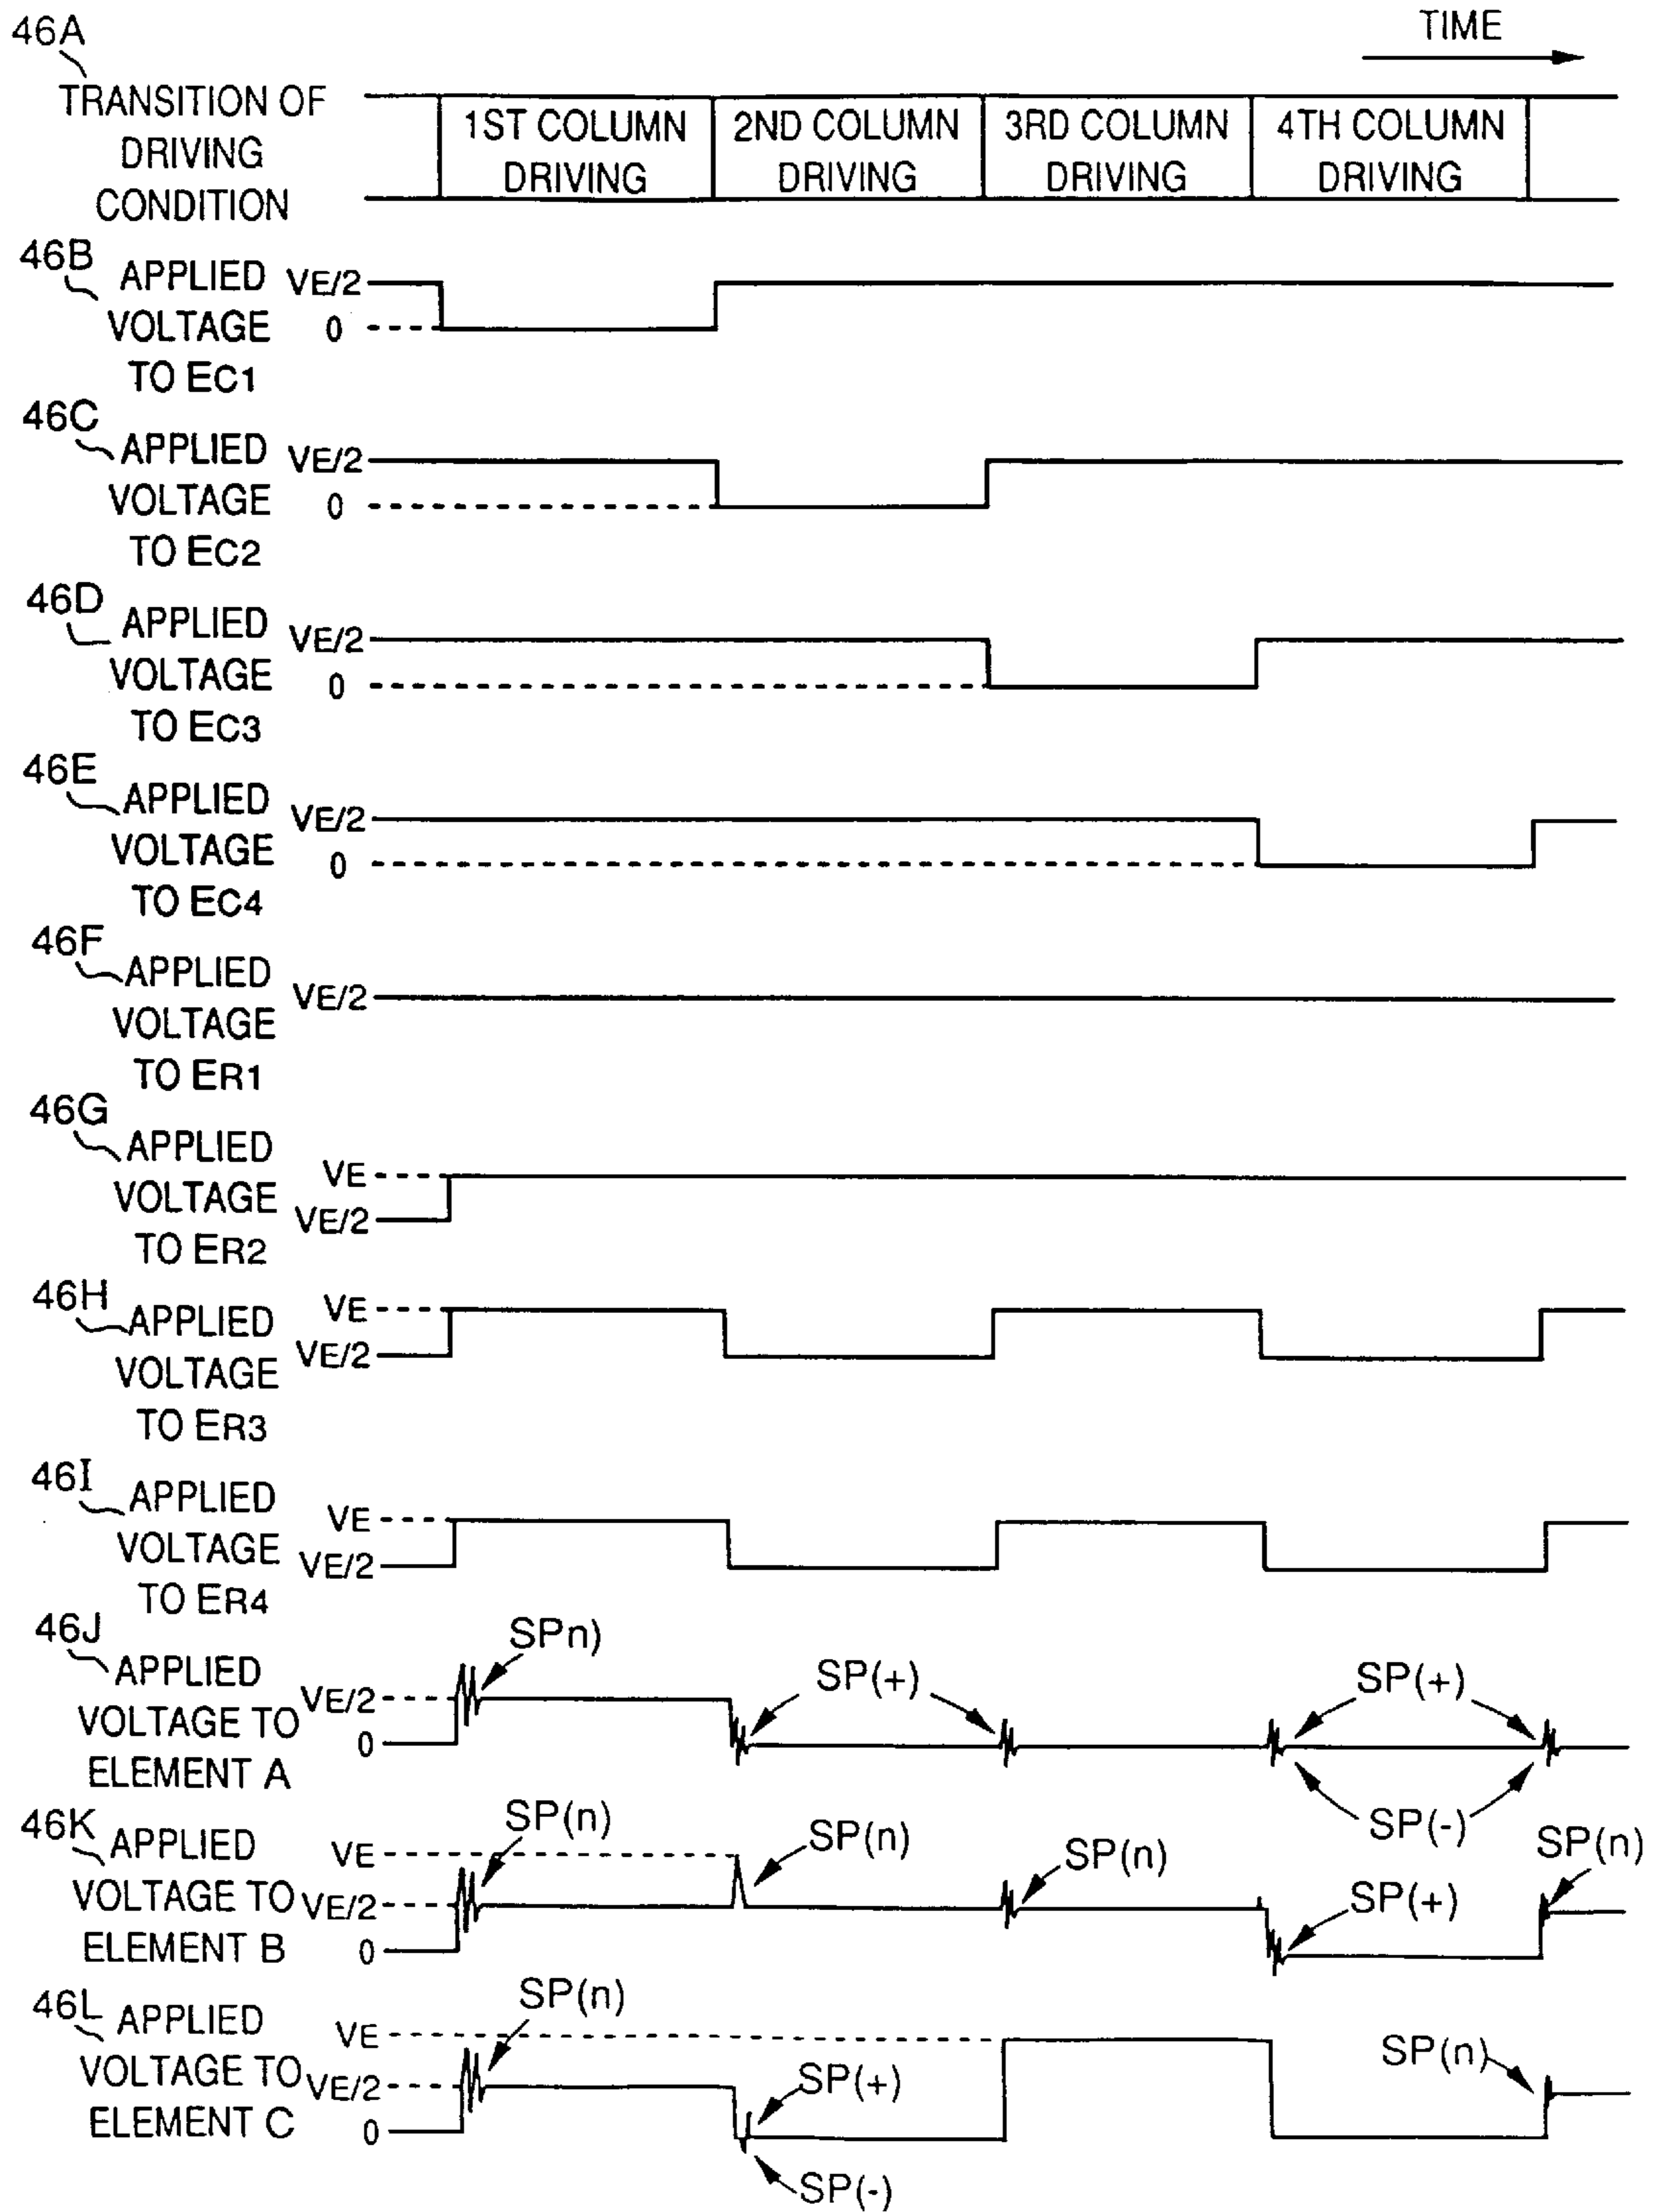 46A
TIME
TRANSITION OF
DRIVING
CONDITION
1ST COLUMN
DRIVING
2ND COLUMN
DRIVING
3RD COLUMN
DRIVING
4TH COLUMN
DRIVING
46B
APPLIED
VOLTAGE
TO EC1
VE/2
0
46C
APPLIED
VOLTAGE
TO EC2
VE/2
0
46D
APPLIED
VOLTAGE
TO EC3
VE/2
0
46E
APPLIED
VOLTAGE
TO EC4
VE/2
0
46F
APPLIED
VOLTAGE
TO ER1
VE/2
46G
APPLIED
VOLTAGE
TO ER2
VE
VE/2
46H
APPLIED
VOLTAGE
TO ER3
VE
VE/2
46I
APPLIED
VOLTAGE
TO ER4
VE
VE/2
46J
APPLIED
VOLTAGE TO
ELEMENT A
VE/2
0
SPn)
SP(+)
SP(+)
SP(-)
46K
APPLIED
VOLTAGE TO
ELEMENT B
VE
VE/2
0
SP(n)
SP(n)
SP(n)
SP(+)
SP(n)
46L
APPLIED
VOLTAGE TO
ELEMENT C
VE
VE/2
0
SP(n)
SP(+)
SP(-)
SP(n)